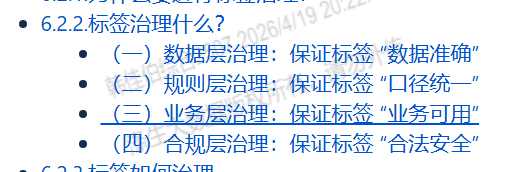 6.2.2.标签治理什么?
（一）数据层治理：保证标签 “数据准确”
（二）规则层治理：保证标签 “口径统一”
（三）业务层治理：保证标签 “业务可用”
（四）合规层治理：保证标签 “合法安全”